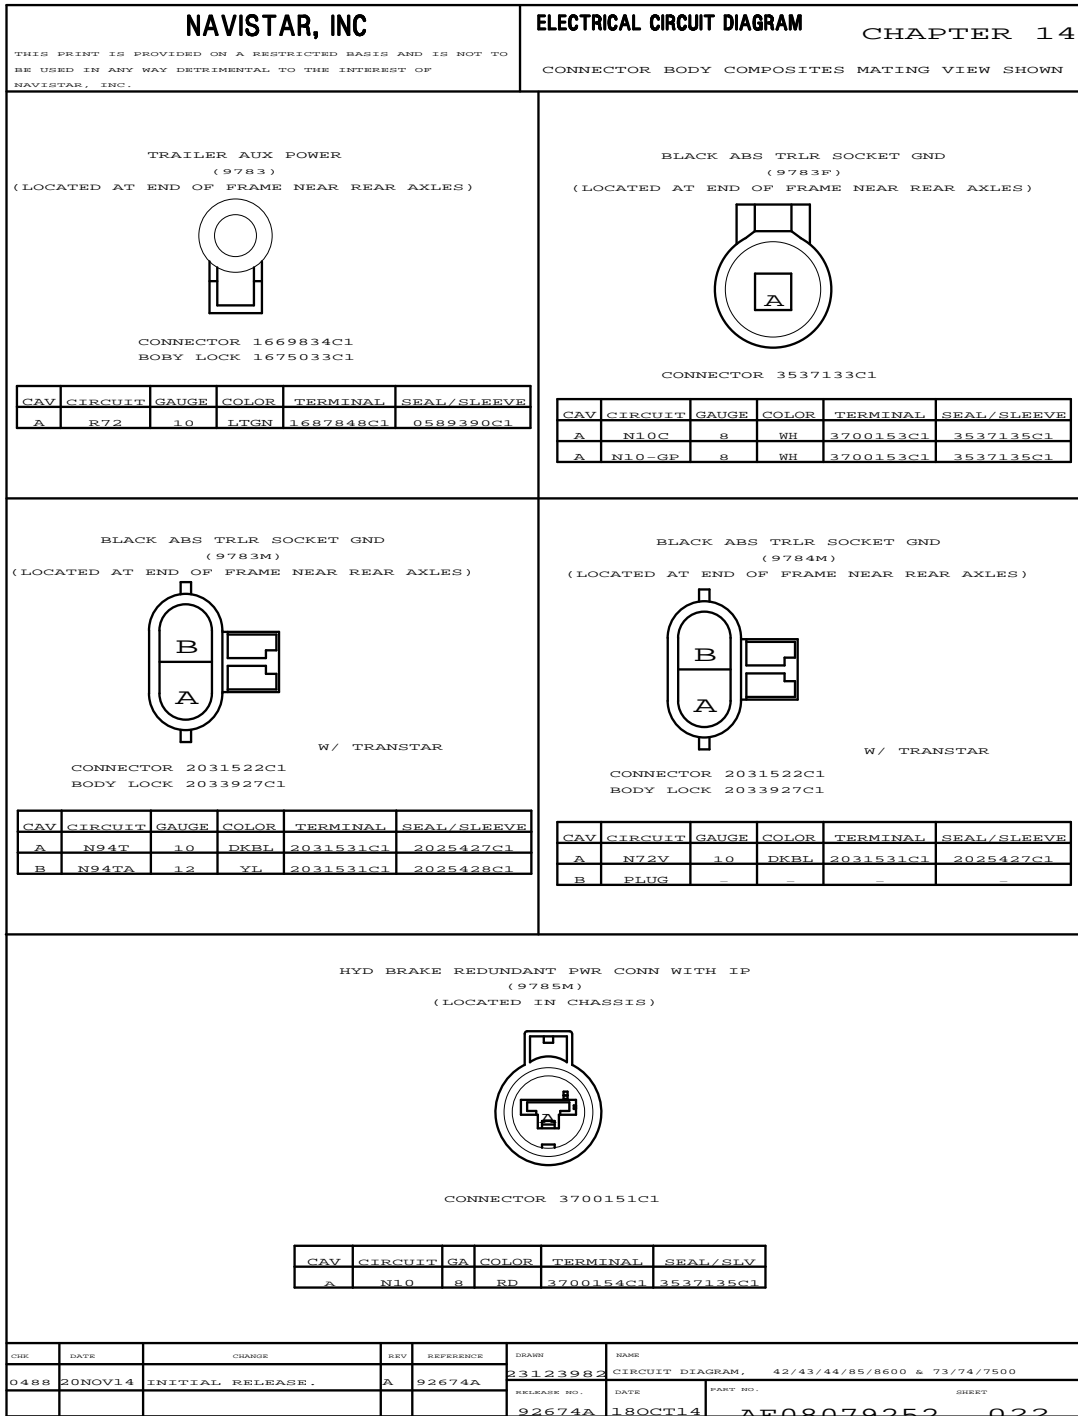 NAVISTAR, INC
THIS PRINT IS PROVIDED ON A RESTRICTED BASIS AND IS NOT TO
BE USED IN ANY WAY DETRIMENTAL TO THE INTEREST OF
NAVISTAR, INC.
ELECTRICAL CIRCUIT DIAGRAM
CHAPTER 14
CONNECTOR BODY COMPOSITES MATING VIEW SHOWN
TRAILER AUX POWER
(9783)
(LOCATED AT END OF FRAME NEAR REAR AXLES)
CONNECTOR 1669834C1
BOBY LOCK 1675033C1
CAV CIRCUIT GAUGE COLOR TERMINAL SEAL/SLEEVE
A R72 10 LTGN 1687848C1 0589390C1
BLACK ABS TRLR SOCKET GND
(9783F)
(LOCATED AT END OF FRAME NEAR REAR AXLES)
A
CONNECTOR 3537133C1
CAV CIRCUIT GAUGE COLOR TERMINAL SEAL/SLEEVE
A N10C 8 WH 3700153C1 3537135C1
A N10-GP 8 WH 3700153C1 3537135C1
BLACK ABS TRLR SOCKET GND
(9783M)
(LOCATED AT END OF FRAME NEAR REAR AXLES)
B
A
W/ TRANSTAR
CONNECTOR 2031522C1
BODY LOCK 2033927C1
CAV CIRCUIT GAUGE COLOR TERMINAL SEAL/SLEEVE
A N94T 10 DKBL 2031531C1 2025427C1
B N94TA 12 YL 2031531C1 2025428C1
BLACK ABS TRLR SOCKET GND
(9784M)
(LOCATED AT END OF FRAME NEAR REAR AXLES)
B
A
W/ TRANSTAR
CONNECTOR 2031522C1
BODY LOCK 2033927C1
CAV CIRCUIT GAUGE COLOR TERMINAL SEAL/SLEEVE
A N72V 10 DKBL 2031531C1 2025427C1
B PLUG - - - -
HYD BRAKE REDUNDANT PWR CONN WITH IP
(9785M)
(LOCATED IN CHASSIS)
A
CONNECTOR 3700151C1
CAV CIRCUIT GA COLOR TERMINAL SEAL/SLV
A N10 8 RD 3700154C1 3537135C1
CHK DATE CHANGE REV REFERENCE
0488 20NOV14 INITIAL RELEASE. A 92674A
DRAWN
23123982
NAME
CIRCUIT DIAGRAM, 42/43/44/85/8600 & 73/74/7500
RELEASE NO.
92674A
DATE
18OCT14
PART NO. SHEET
AE08079252 022